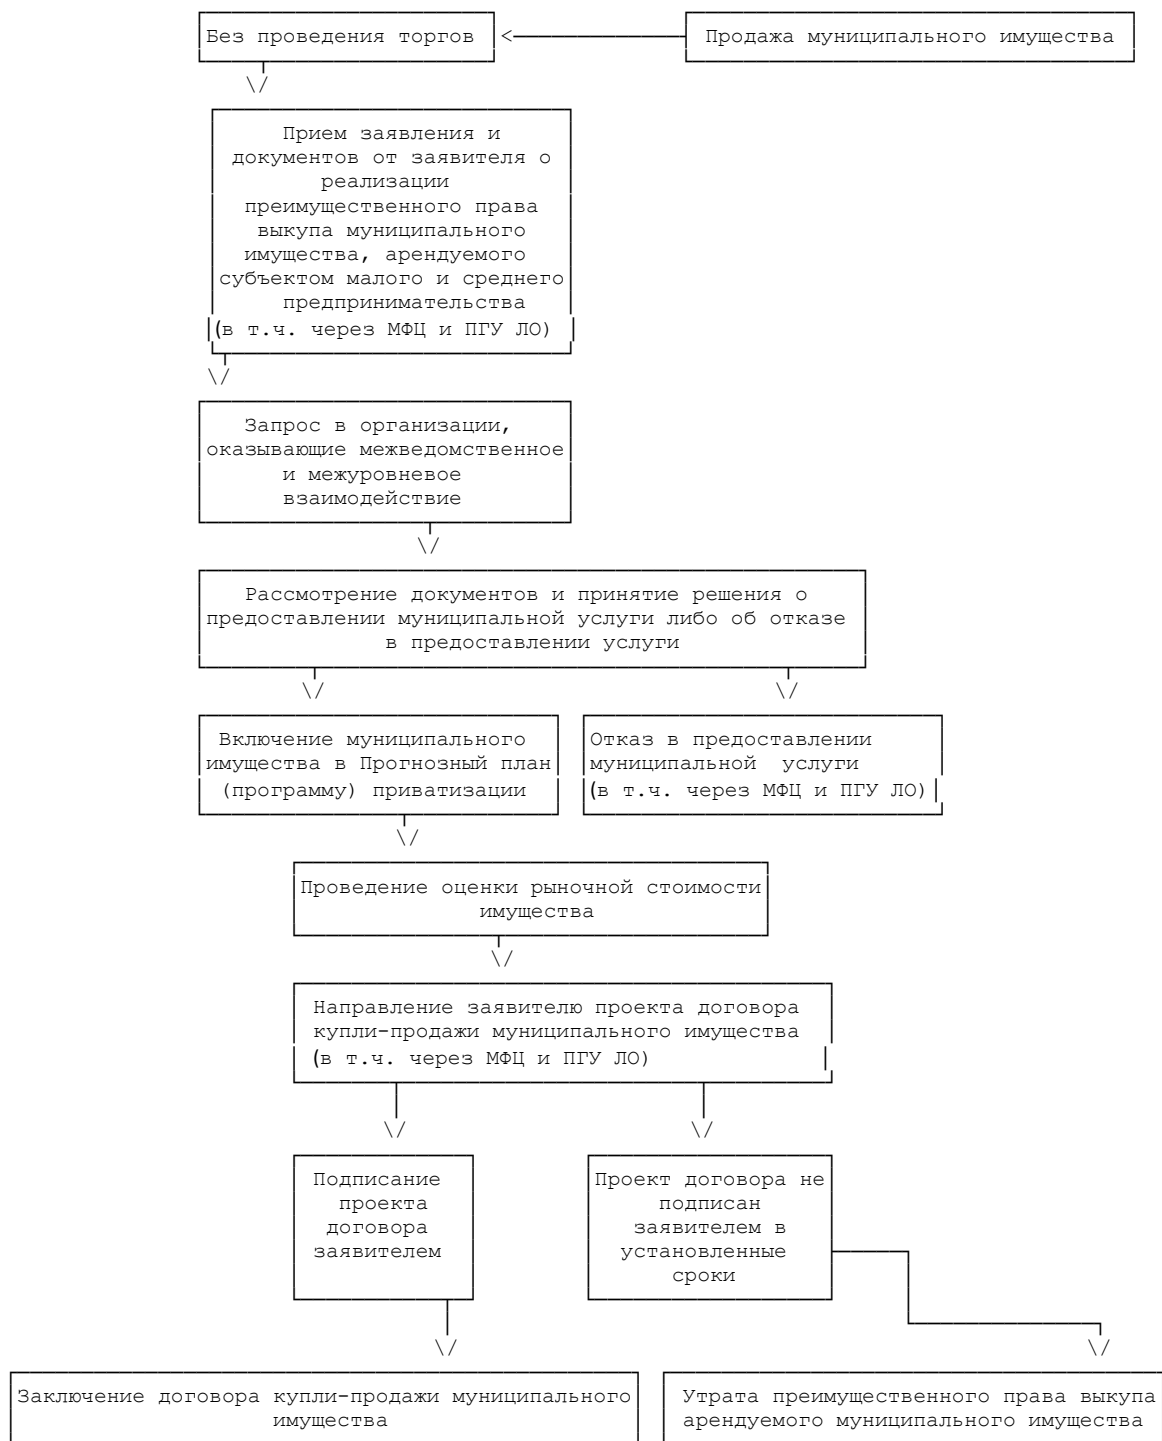 Без проведения торгов
Продажа муниципального имущества
Прием заявления и
документов от заявителя о
реализации
преимущественного права
выкупа муниципального
имущества, арендуемого
субъектом малого и среднего
предпринимательства
(в т.ч. через МФЦ и ПГУ ЛО)
Запрос в организации,
оказывающие межведомственное
и межуровневое
взаимодействие
Рассмотрение документов и принятие решения о
предоставлении муниципальной услуги либо об отказе
в предоставлении услуги
Включение муниципального
имущества в Прогнозный план
(программу) приватизации
Отказ в предоставлении
муниципальной услуги
(в т.ч. через МФЦ и ПГУ ЛО)
Проведение оценки рыночной стоимости
имущества
Направление заявителю проекта договора
купли-продажи муниципального имущества
(в т.ч. через МФЦ и ПГУ ЛО)
Подписание
проекта
договора
заявителем
Проект договора не
подписан
заявителем в
установленные
сроки
Заключение договора купли-продажи муниципального
имущества
Утрата преимущественного права выкупа
арендуемого муниципального имущества